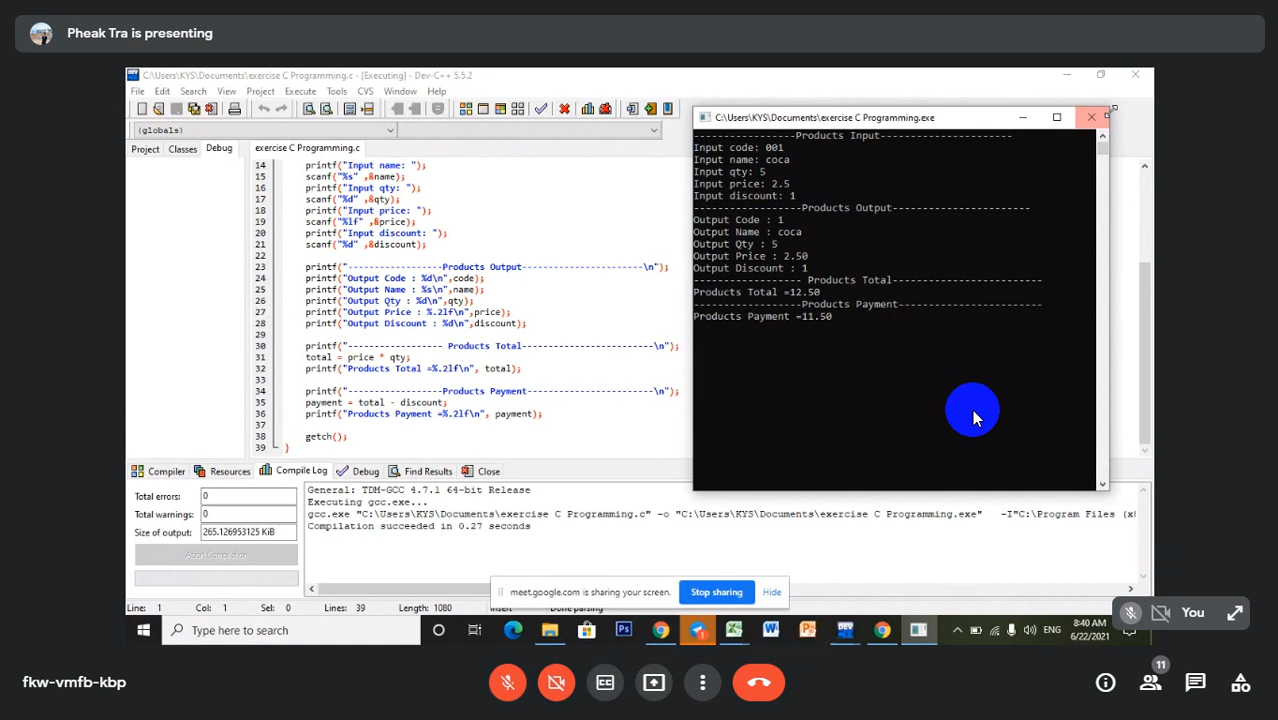 Pheak Tra is presenting
C:\Users\KYS\Documents\exercise C Programming.c - [Executing] - Dev-C++ 5.5.2
File Edit Search View Project Execute Tools CVS Window Help
(globals)
Project Classes Debug exercise C Programming.c
14 printf("Input name: ");
15 scanf("%s" ,&name);
16 printf("Input qty: ");
17 scanf("%d" ,&qty);
18 printf("Input price: ");
19 scanf("%lf" ,&price);
20 printf("Input discount: ");
21 scanf("%d" ,&discount);
22
23 printf("------------------Products Output-----------------------\n");
24 printf("Output Code : %d\n",code);
25 printf("Output Name : %s\n",name);
26 printf("Output Qty : %d\n",qty);
27 printf("Output Price : %.2lf\n",price);
28 printf("Output Discount : %d\n",discount);
29
30 printf("------------------ Products Total-------------------------\n");
31 total = price * qty;
32 printf("Products Total =%.2lf\n", total);
33
34 printf("------------------Products Payment------------------------\n");
35 payment = total - discount;
36 printf("Products Payment =%.2lf\n", payment);
37
38 getch();
39 }
C:\Users\KYS\Documents\exercise C Programming.exe
-----------------Products Input----------------------
Input code: 001
Input name: coca
Input qty: 5
Input price: 2.5
Input discount: 1
------------------Products Output-----------------------
Output Code : 1
Output Name : coca
Output Qty : 5
Output Price : 2.50
Output Discount : 1
------------------ Products Total-------------------------
Products Total =12.50
------------------Products Payment------------------------
Products Payment =11.50
Compiler Resources Compile Log Debug Find Results Close
Total errors: 0
Total warnings: 0
Size of output: 265.126953125 KiB
Abort Compilation
General: TDM-GCC 4.7.1 64-bit Release
Executing gcc.exe...
gcc.exe "C:\Users\KYS\Documents\exercise C Programming.c" -o "C:\Users\KYS\Documents\exercise C Programming.exe" -I"C:\Program Files (x8
Compilation succeeded in 0.27 seconds
meet.google.com is sharing your screen. Stop sharing Hide
Line: 1 Col: 1 Sel: 0 Lines: 39 Length: 1080 Insert Done parsing
You
Type here to search
ENG
8:40 AM
6/22/2021
fkw-vmfb-kbp
11